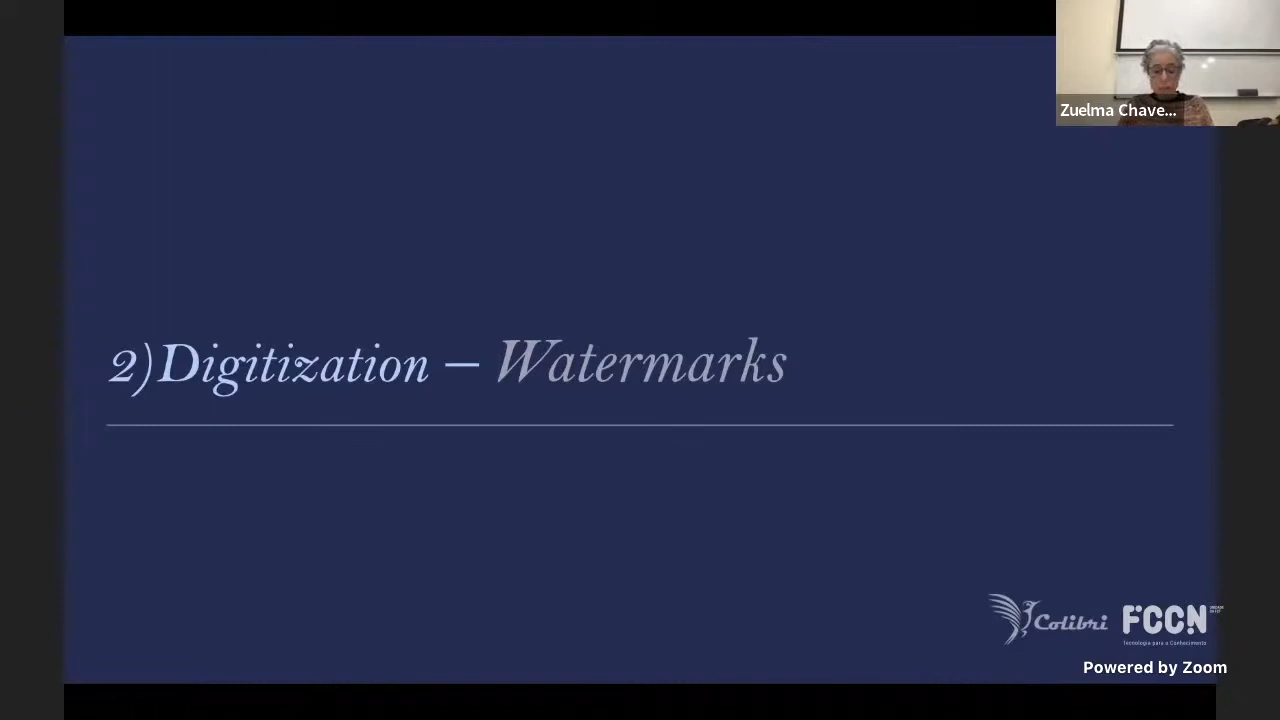 Zuelma Chave...
2) Digitization – Watermarks
Colibri
FCCN
Tecnologia para o Conhecimento
Powered by Zoom